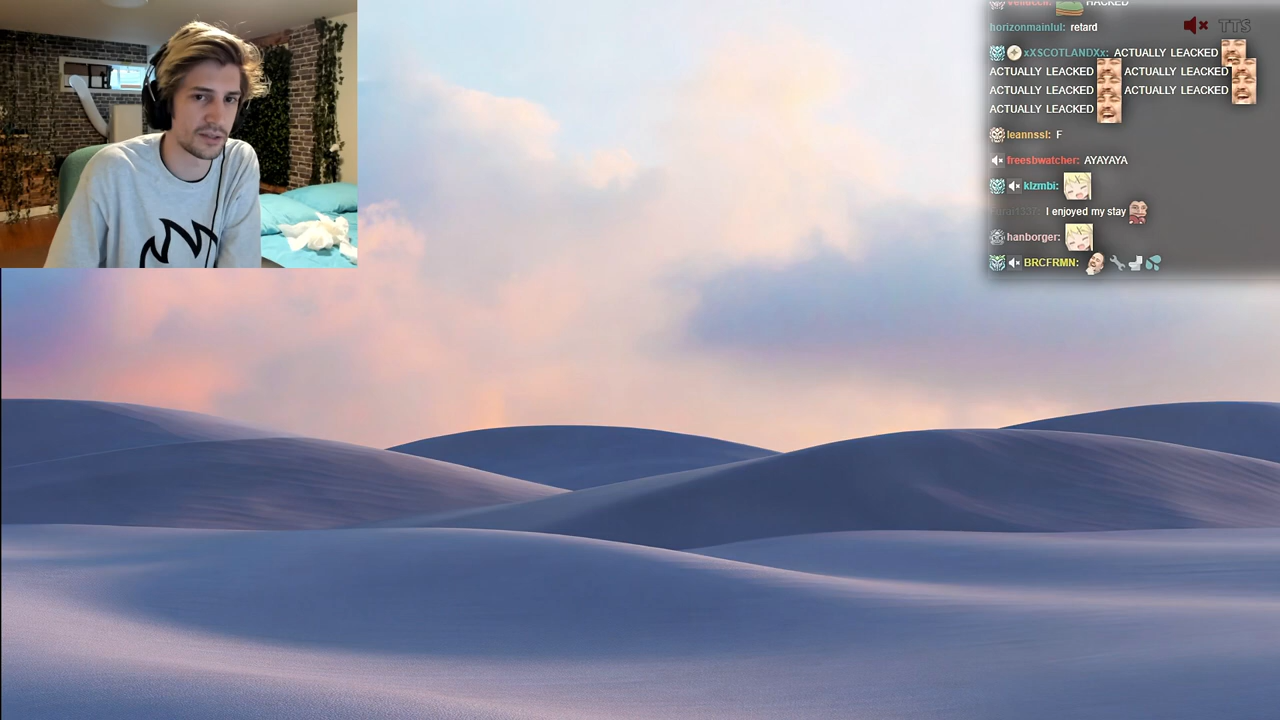 HACKED
TTS
horizonmainlul: retard
xXSCOTLANDXx: ACTUALLY LEACKED
ACTUALLY LEACKED ACTUALLY LEACKED
ACTUALLY LEACKED ACTUALLY LEACKED
ACTUALLY LEACKED
leannssl: F
freesbwatcher: AYAYAYA
klzmbi:
I enjoyed my stay
hanborger:
BRCFRMN: